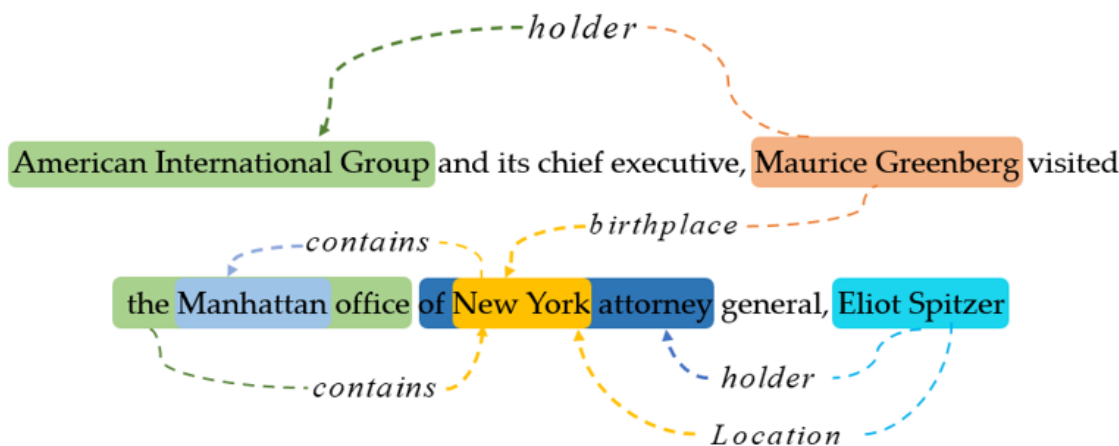 holder
American International Group and its chief executive, Maurice Greenberg visited
birthplace
contains
the Manhattan office of New York attorney general, Eliot Spitzer
contains
holder
Location